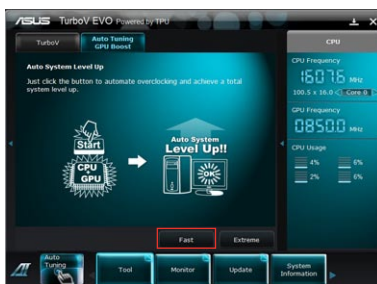 ASUS TurboV EVO Powered by TPU
TurboV
Auto Tuning
GPU Boost
CPU
Auto System Level Up
Just click the button to automate overclocking and achieve a total
system level up.
Start
CPU
GPU
Auto System
Level Up!!
OK
CPU Frequency
1607.6 MHz
100.5 x 16.0 Core 0
GPU Frequency
0850.0 MHz
CPU Usage
4% 6%
2% 6%
Fast
Extreme
Auto
Tuning
Tool
Monitor
Update
System
Information